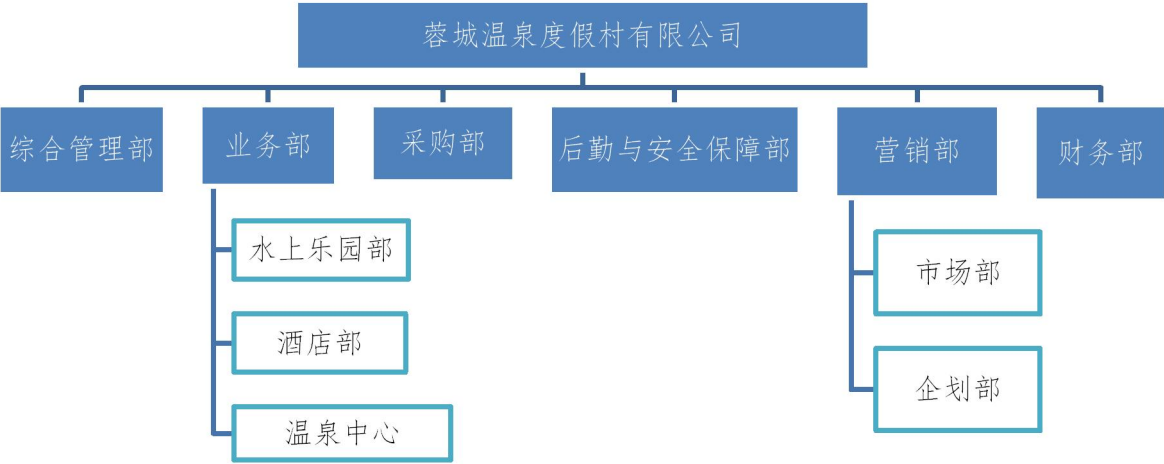 蓉城温泉度假村有限公司
综合管理部
业务部
采购部
后勤与安全保障部
营销部
财务部
水上乐园部
酒店部
温泉中心
市场部
企划部